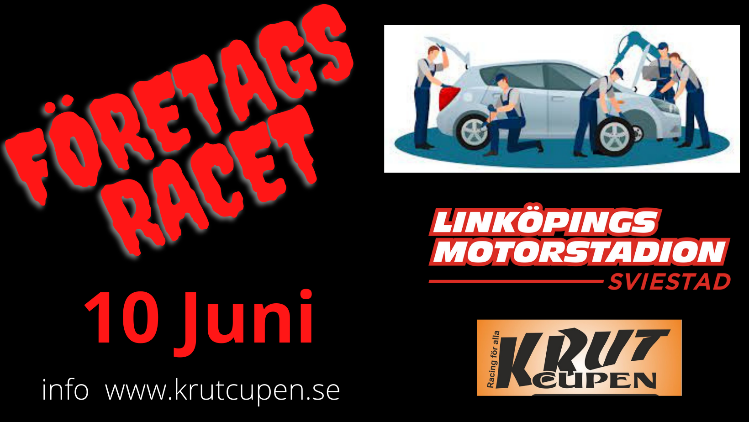 FÖRETAGS
RACET
10 Juni
info www.krutcupen.se
LINKÖPINGS
MOTORSTADION
SVIESTAD
Racing för alla
KRUT
CUPEN